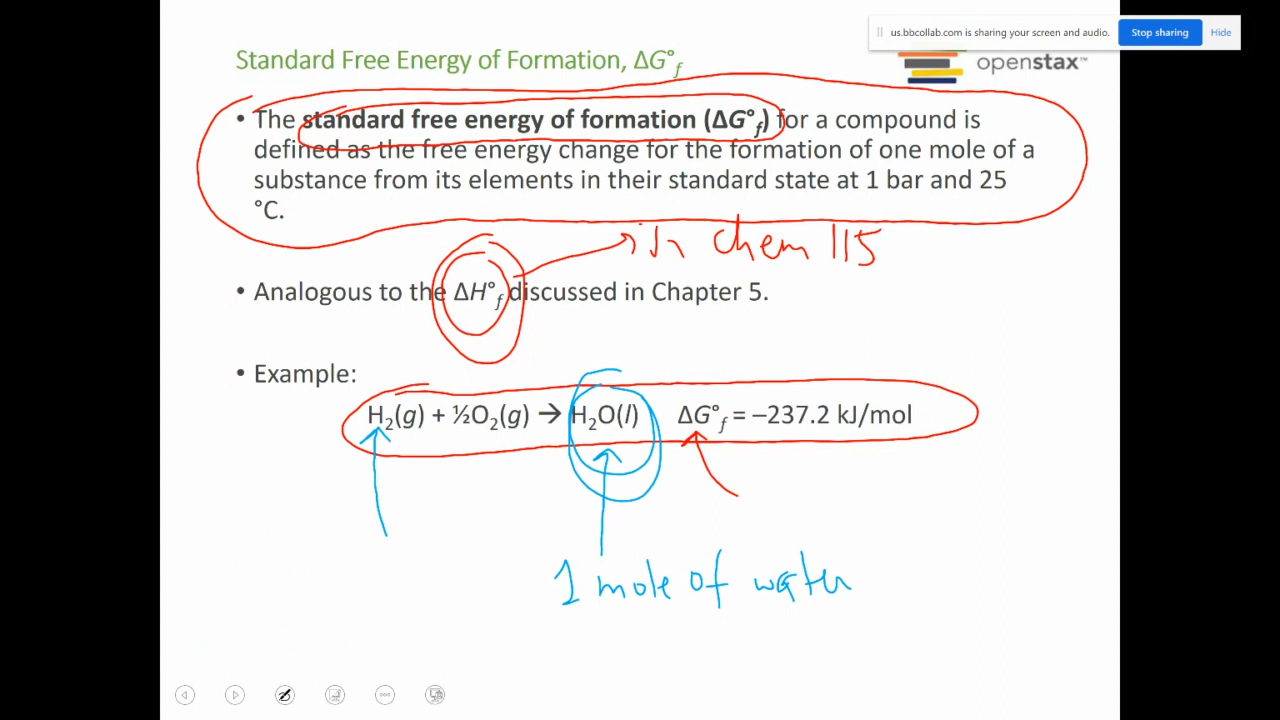 us.bbcollab.com is sharing your screen and audio. Stop sharing Hide
Standard Free Energy of Formation, ΔG°f
openstax™
• The standard free energy of formation (ΔG°f) for a compound is
defined as the free energy change for the formation of one mole of a
substance from its elements in their standard state at 1 bar and 25
°C.
in chem 115
• Analogous to the ΔH°f discussed in Chapter 5.
• Example:
H₂(g) + ½O₂(g) → H₂O(l) ΔG°f = –237.2 kJ/mol
1 mole of water